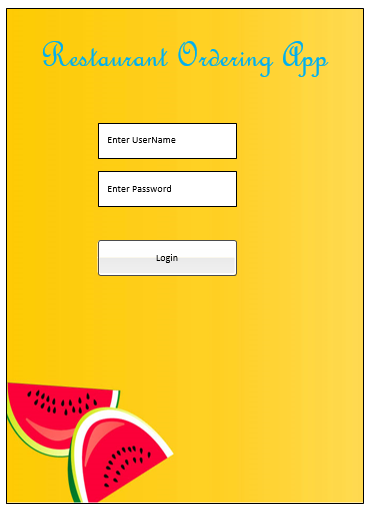 Restaurant Ordering App
Enter UserName
Enter Password
Login